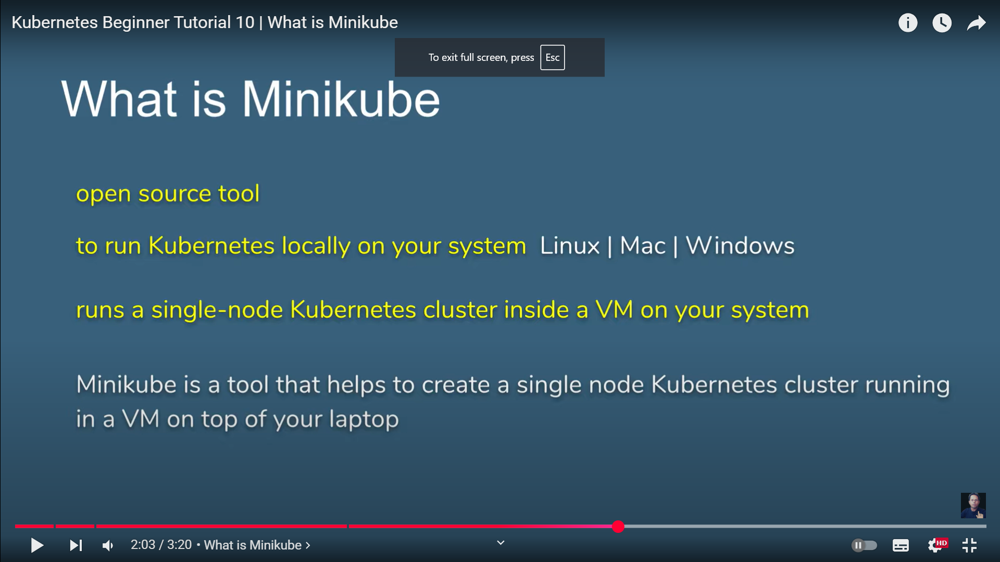 Kubernetes Beginner Tutorial 10 | What is Minikube
To exit full screen, press Esc
What is Minikube
open source tool
to run Kubernetes locally on your system Linux | Mac | Windows
runs a single-node Kubernetes cluster inside a VM on your system
Minikube is a tool that helps to create a single node Kubernetes cluster running
in a VM on top of your laptop
2:03 / 3:20 • What is Minikube >
HD